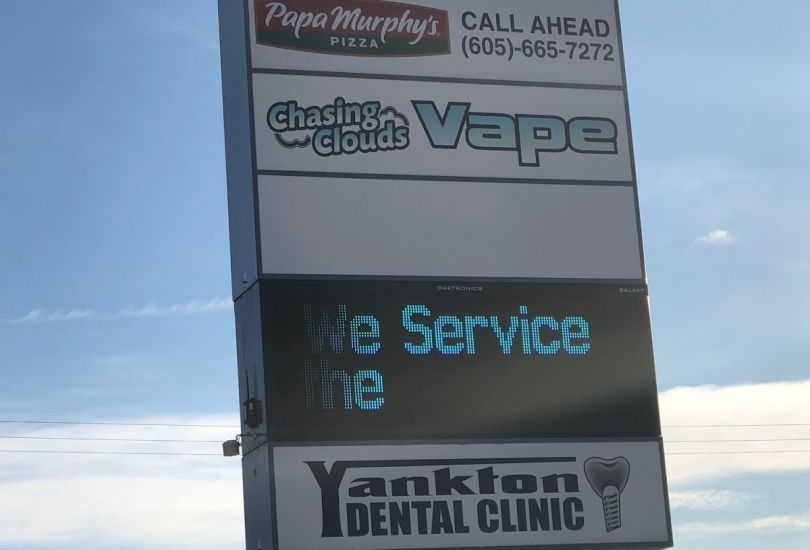 Papa Murphy's
PIZZA
CALL AHEAD
(605)-665-7272
Chasing
Clouds
Vape
DAKTRONICS
GALAXY
We Service
the
Yankton
DENTAL CLINIC